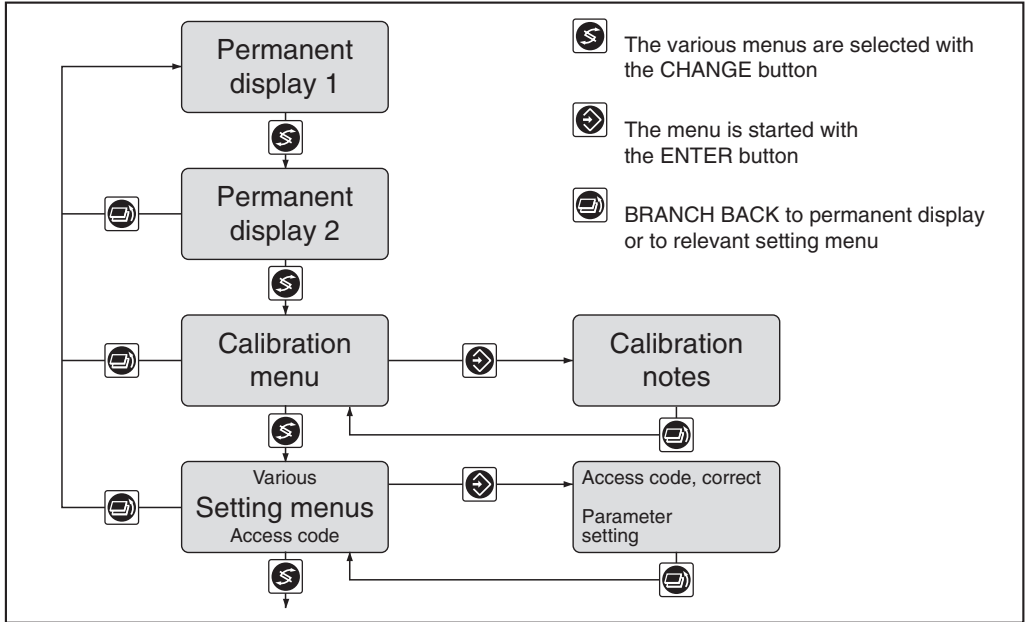 Permanent
display 1
The various menus are selected with
the CHANGE button
The menu is started with
the ENTER button
Permanent
display 2
BRANCH BACK to permanent display
or to relevant setting menu
Calibration
menu
Calibration
notes
Various
Setting menus
Access code
Access code, correct
Parameter
setting